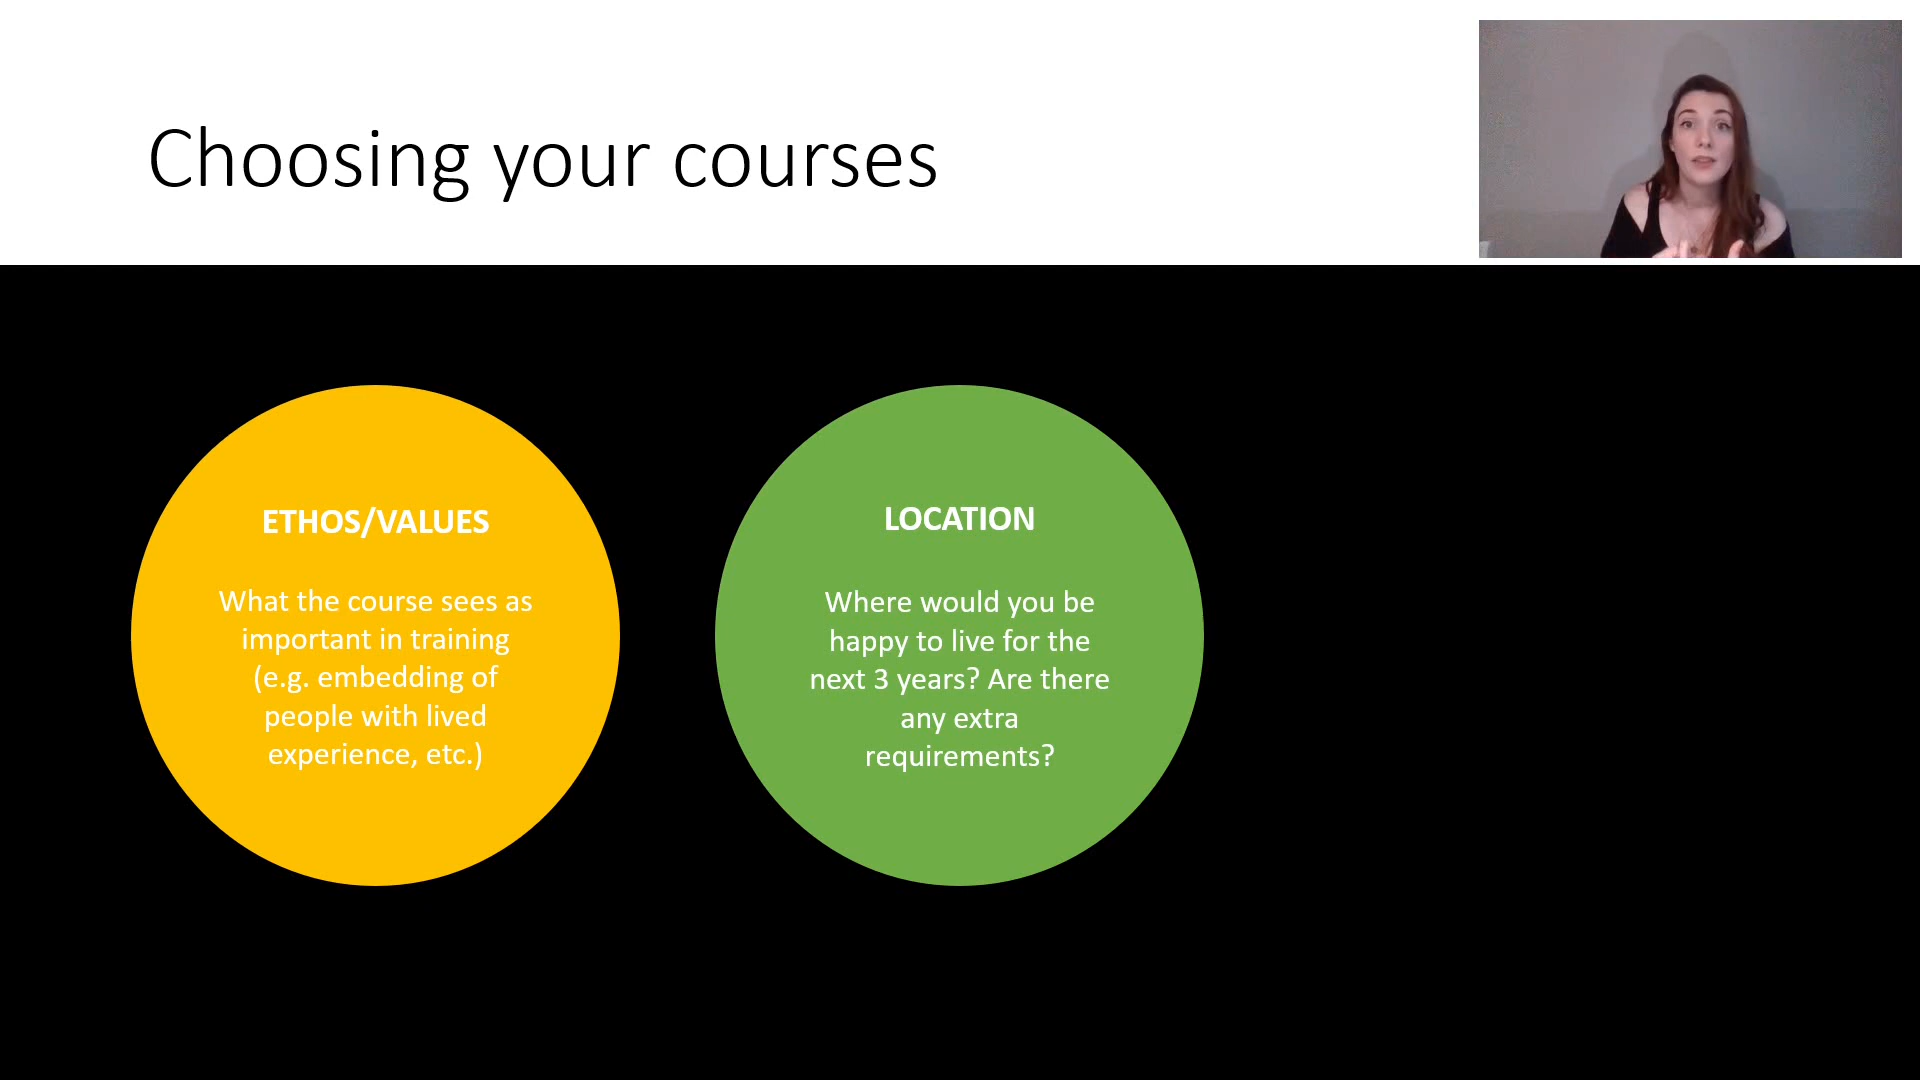 Choosing your courses
ETHOS/VALUES
What the course sees as
important in training
(e.g. embedding of
people with lived
experience, etc.)
LOCATION
Where would you be
happy to live for the
next 3 years? Are there
any extra
requirements?